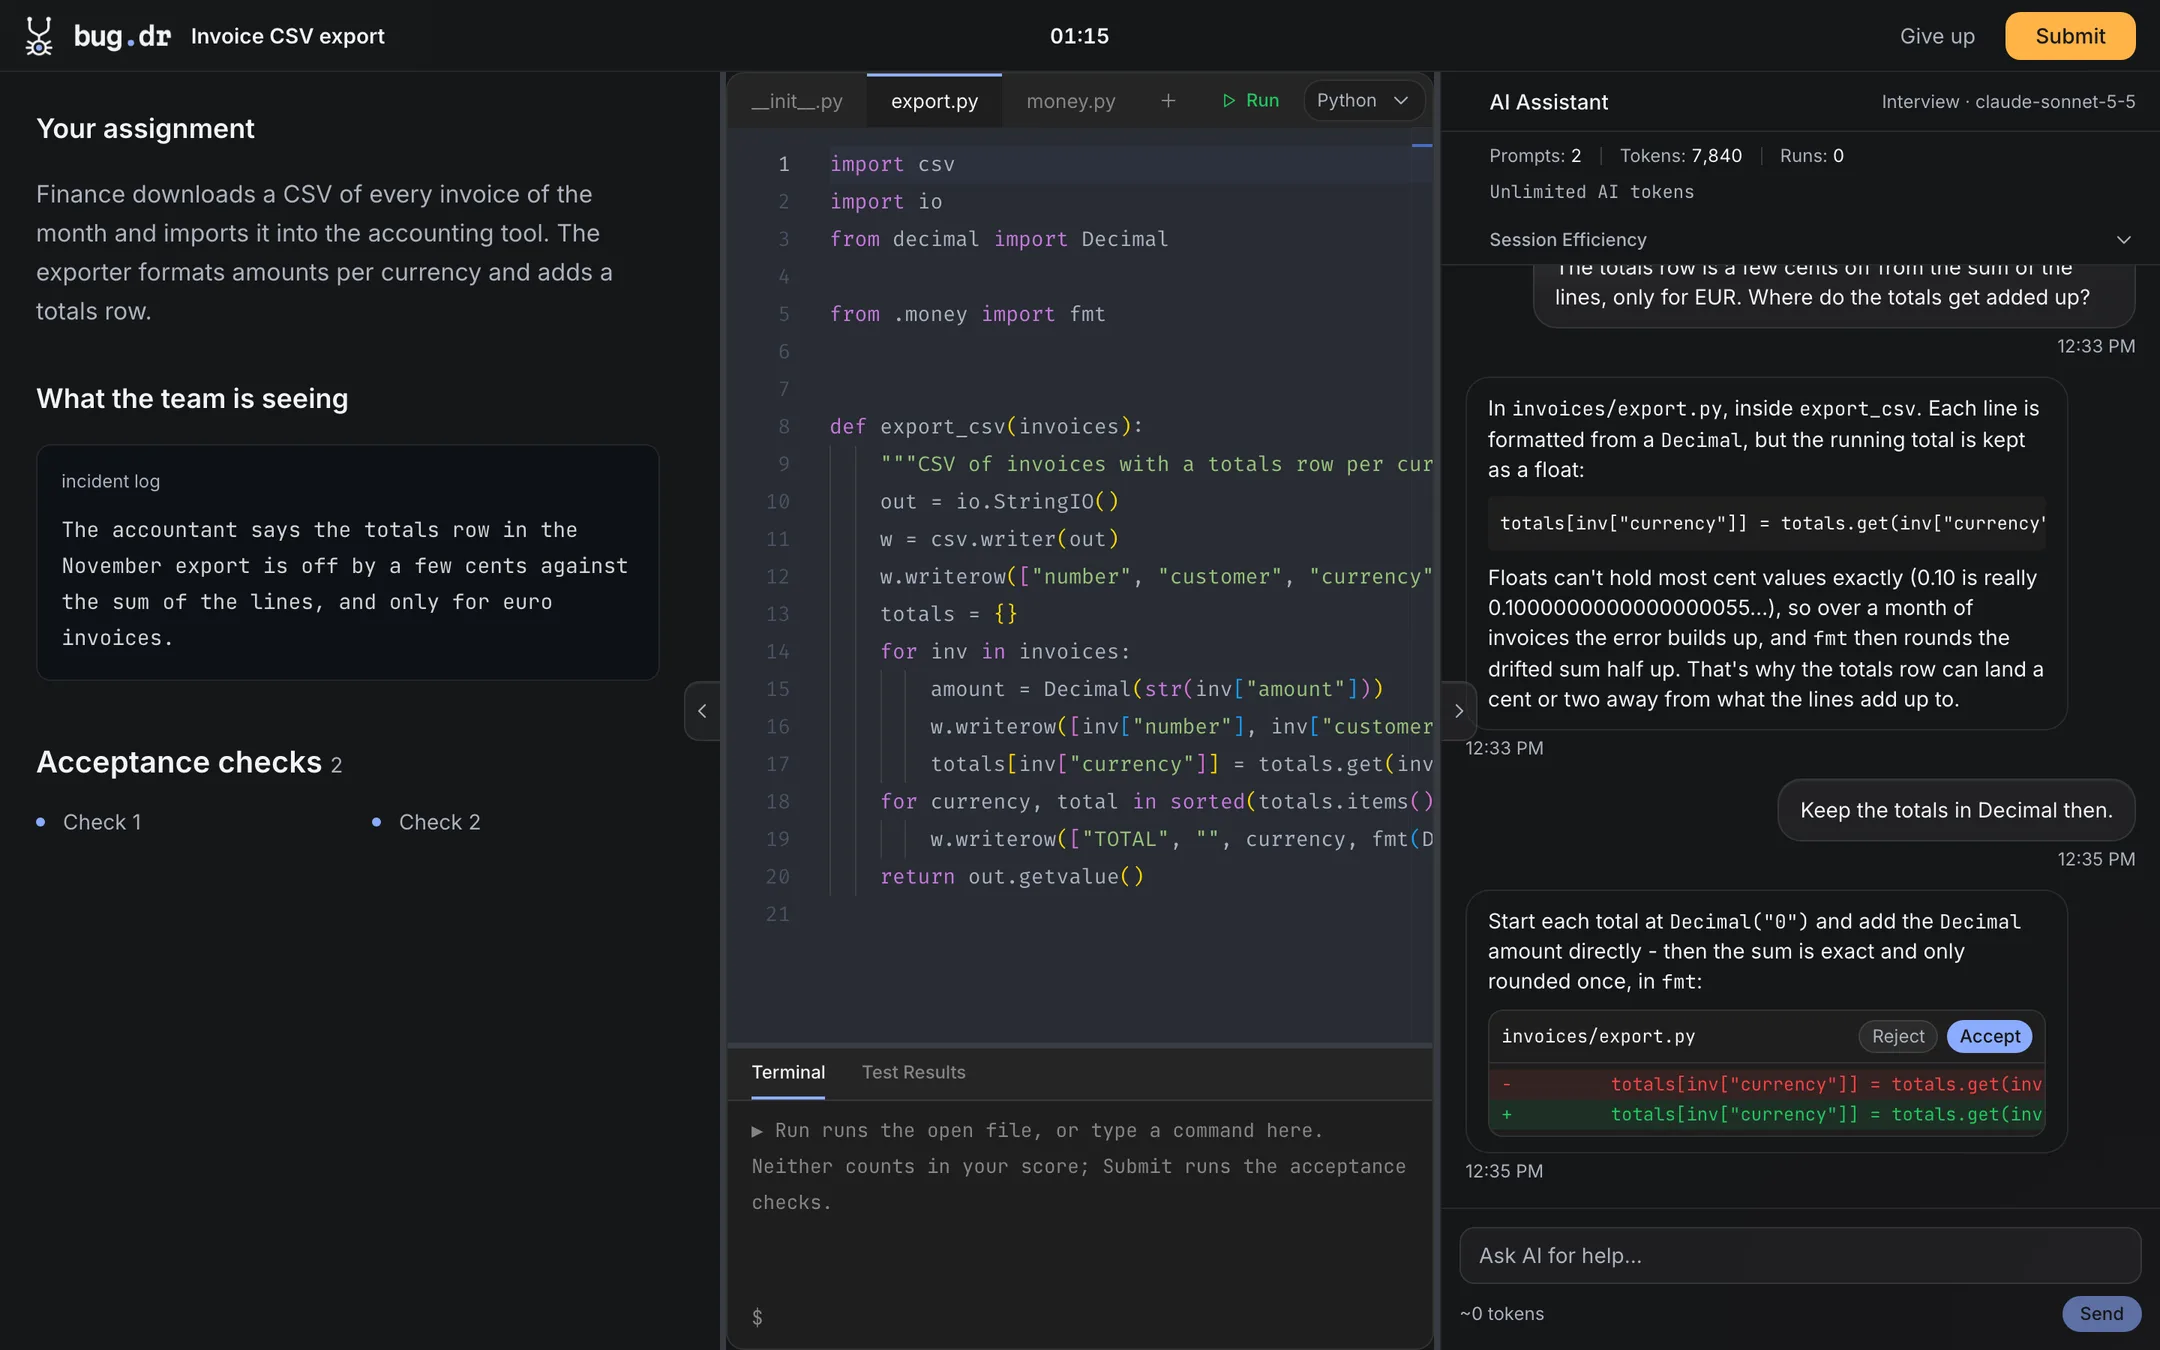 bug.dr
Invoice CSV export
01:15
Give up
Submit
Your assignment
Finance downloads a CSV of every invoice of the
month and imports it into the accounting tool. The
exporter formats amounts per currency and adds a
totals row.
What the team is seeing
incident log
The accountant says the totals row in the
November export is off by a few cents against
the sum of the lines, and only for euro
invoices.
Acceptance checks 2
Check 1
Check 2
__init__.py
export.py
money.py
+
Run
Python
1 import csv
2 import io
3 from decimal import Decimal
4
5 from .money import fmt
6
7
8 def export_csv(invoices):
9 """CSV of invoices with a totals row per cur
10 out = io.StringIO()
11 w = csv.writer(out)
12 w.writerow(["number", "customer", "currency"
13 totals = {}
14 for inv in invoices:
15 amount = Decimal(str(inv["amount"]))
16 w.writerow([inv["number"], inv["customer
17 totals[inv["currency"]] = totals.get(inv
18 for currency, total in sorted(totals.items()
19 w.writerow(["TOTAL", "", currency, fmt(D
20 return out.getvalue()
21
Terminal
Test Results
▶ Run runs the open file, or type a command here.
Neither counts in your score; Submit runs the acceptance
checks.
$
AI Assistant
Interview · claude-sonnet-5-5
Prompts: 2
Tokens: 7,840
Runs: 0
Unlimited AI tokens
Session Efficiency
The totals row is a few cents off from the sum of the
lines, only for EUR. Where do the totals get added up?
12:33 PM
In invoices/export.py, inside export_csv. Each line is
formatted from a Decimal, but the running total is kept
as a float:
totals[inv["currency"]] = totals.get(inv["currency"
Floats can't hold most cent values exactly (0.10 is really
0.1000000000000000055...), so over a month of
invoices the error builds up, and fmt then rounds the
drifted sum half up. That's why the totals row can land a
cent or two away from what the lines add up to.
12:33 PM
Keep the totals in Decimal then.
12:35 PM
Start each total at Decimal("0") and add the Decimal
amount directly - then the sum is exact and only
rounded once, in fmt:
invoices/export.py
Reject
Accept
- totals[inv["currency"]] = totals.get(inv
+ totals[inv["currency"]] = totals.get(inv
12:35 PM
Ask AI for help...
~0 tokens
Send